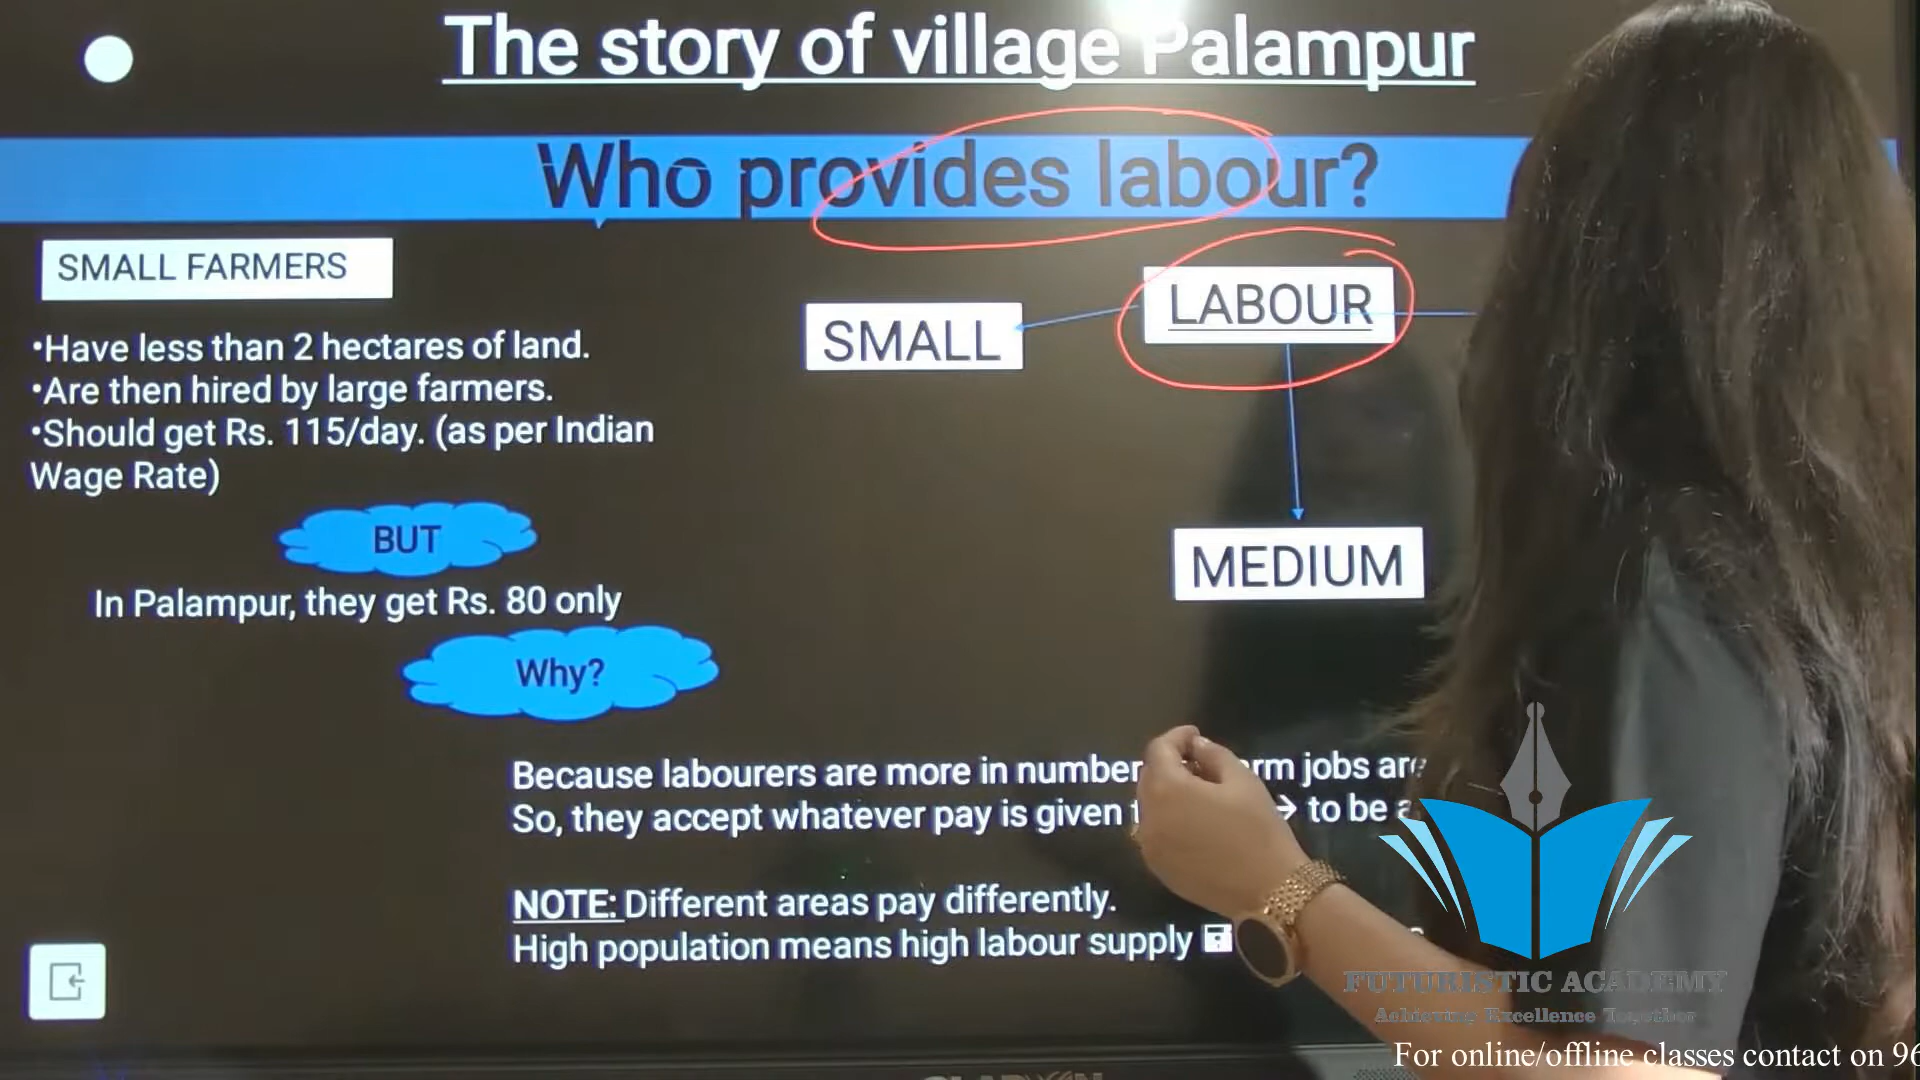 The story of village Palampur
Who provides labour?
SMALL FARMERS
LABOUR
SMALL
•Have less than 2 hectares of land.
•Are then hired by large farmers.
•Should get Rs. 115/day. (as per Indian
Wage Rate)
BUT
MEDIUM
In Palampur, they get Rs. 80 only
Why?
Because labourers are more in number jobs are
So, they accept whatever pay is given → to be
NOTE: Different areas pay differently.
High population means high labour supply
FUTURISTIC ACADEMY
Achieving Excellence Together
For online/offline classes contact on 96